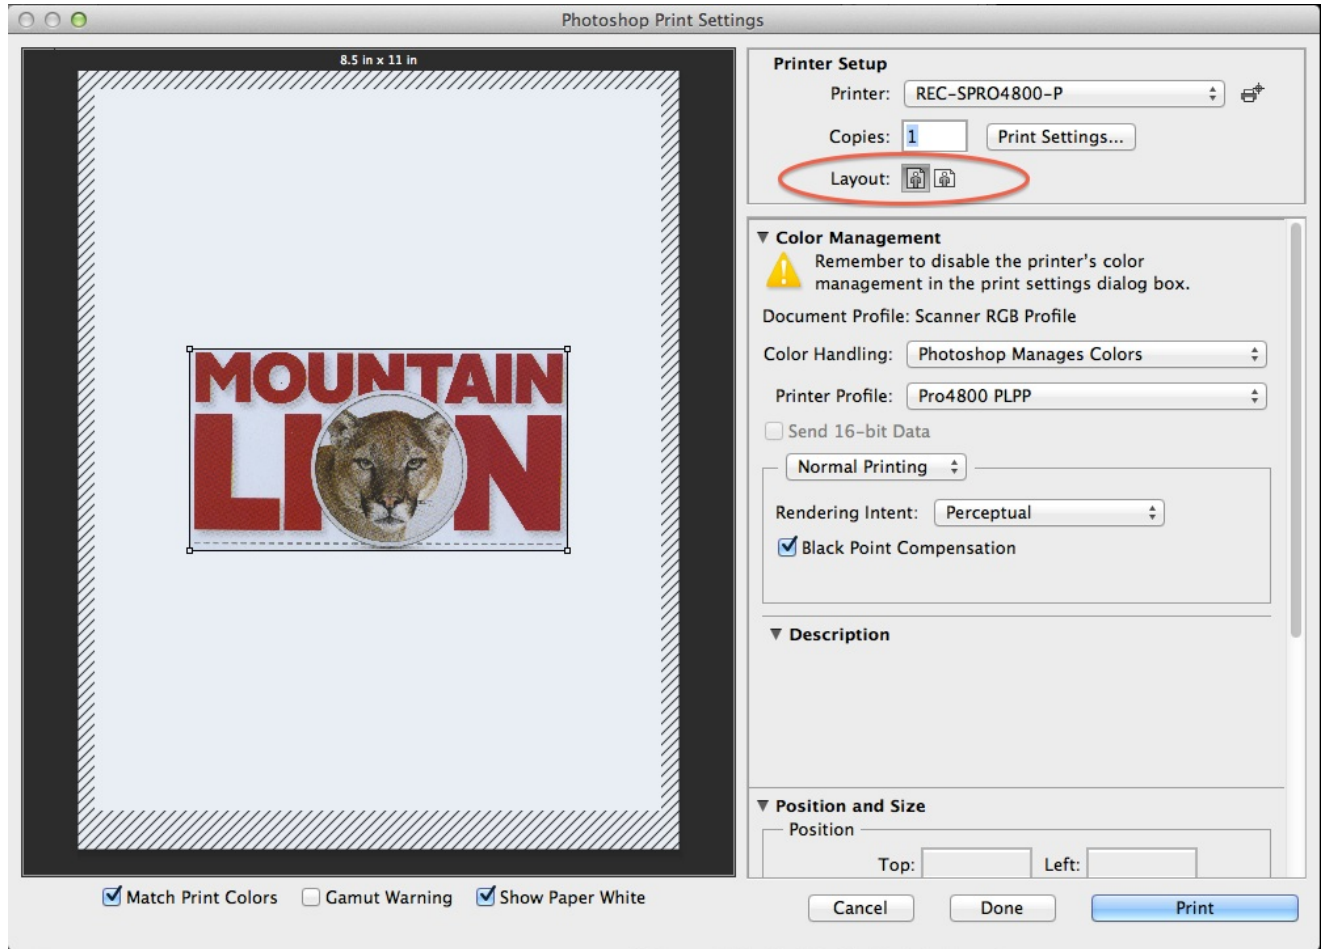 Photoshop Print Settings
8.5 in x 11 in
MOUNTAIN
LION
Match Print Colors
Gamut Warning
Show Paper White
Printer Setup
Printer: REC-SPRO4800-P
Copies: 1 Print Settings...
Layout:
Color Management
Remember to disable the printer's color
management in the print settings dialog box.
Document Profile: Scanner RGB Profile
Color Handling: Photoshop Manages Colors
Printer Profile: Pro4800 PLPP
Send 16-bit Data
Normal Printing
Rendering Intent: Perceptual
Black Point Compensation
Description
Position and Size
Position
Top: Left:
Cancel Done Print